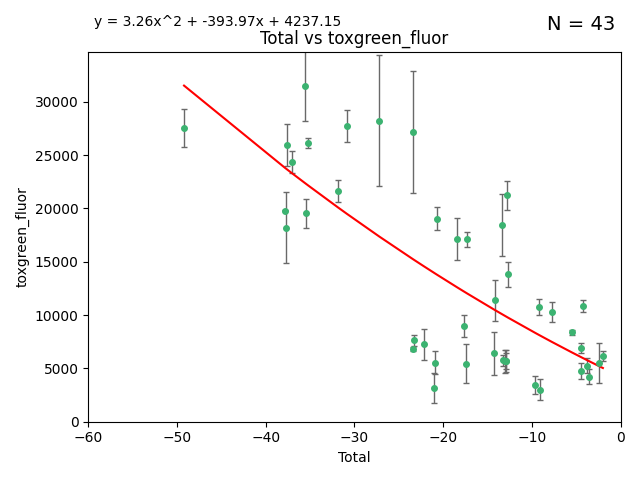 y = 3.26x^2 + -393.97x + 4237.15
N = 43
Total vs toxgreen_fluor
toxgreen_fluor
30000
25000
20000
15000
10000
5000
0
−60
−50
−40
−30
−20
−10
0
Total